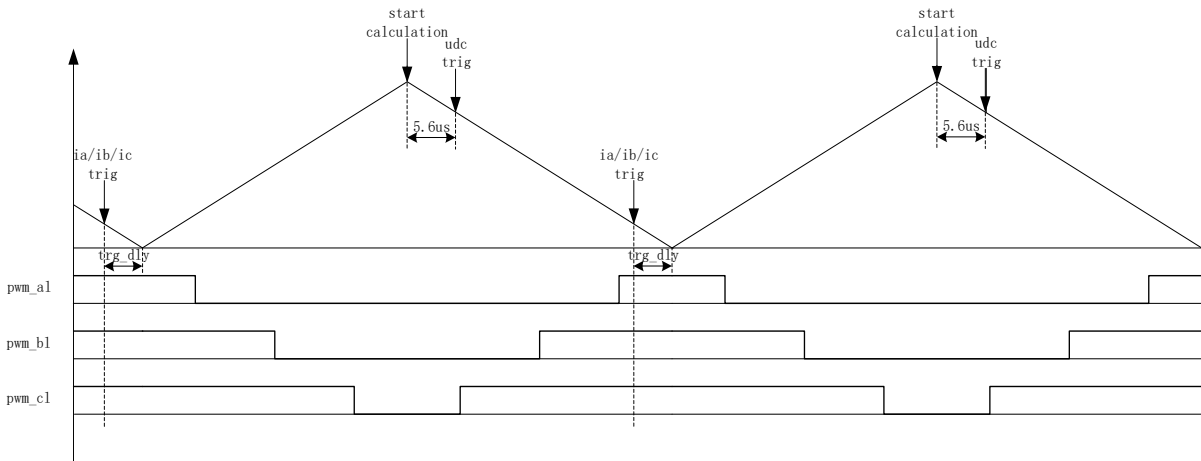 start
calculation
udc
trig
5.6us
start
calculation
udc
trig
5.6us
ia/ib/ic
trig
ia/ib/ic
trig
trg_dly
trg_dly
pwm_al
pwm_bl
pwm_cl